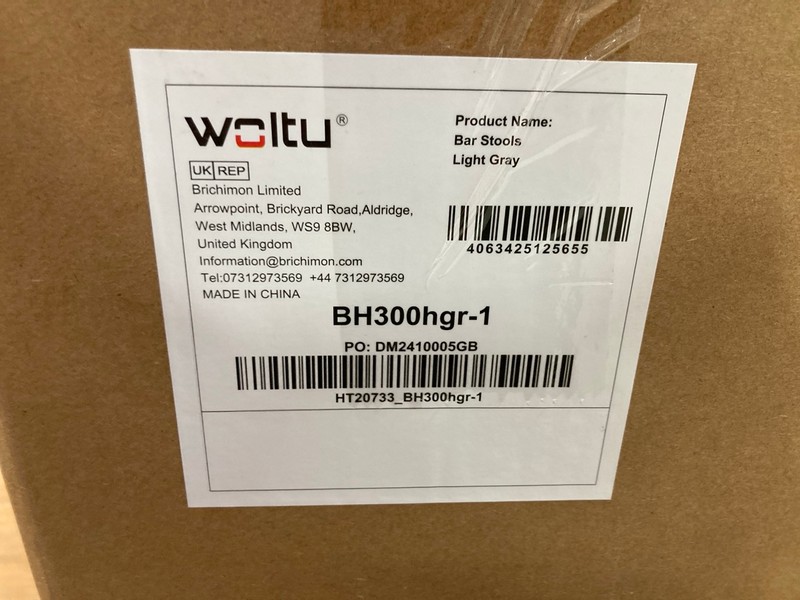 woltu®
UK REP
Brichimon Limited
Arrowpoint, Brickyard Road,Aldridge,
West Midlands, WS9 8BW,
United Kingdom
Information@brichimon.com
Tel:07312973569 +44 7312973569
MADE IN CHINA
Product Name:
Bar Stools
Light Gray
4063425125655
BH300hgr-1
PO: DM2410005GB
HT20733_BH300hgr-1